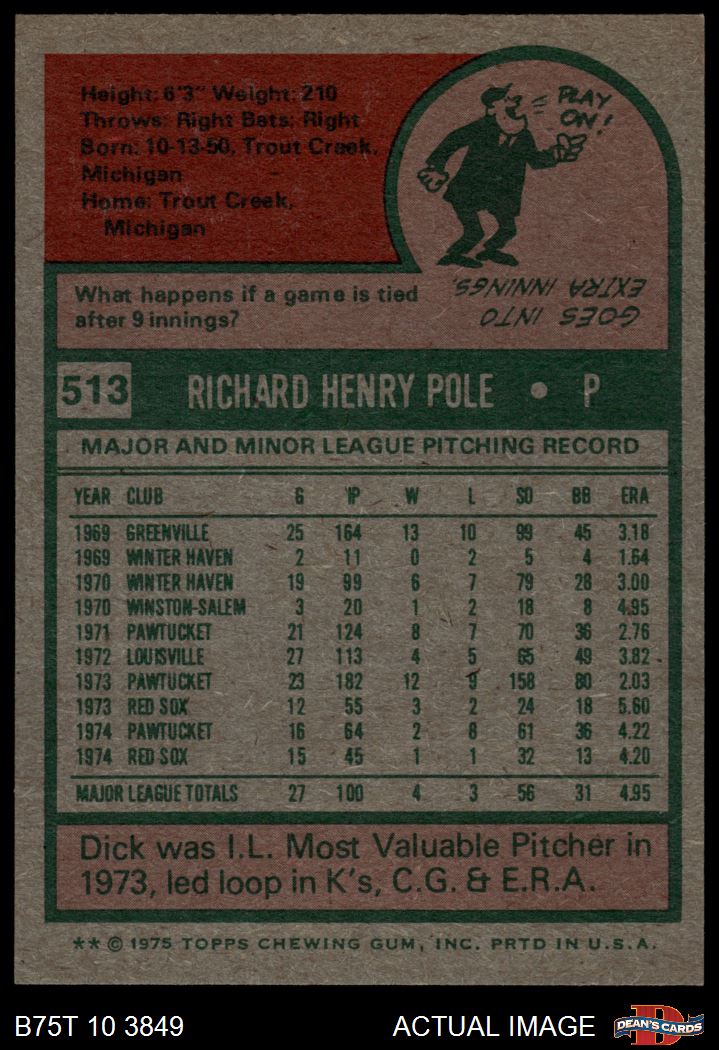 Height: 6'3" Weight: 210
Throws: Right Bats: Right
Born: 10-13-50, Trout Creek,
Michigan
Home: Trout Creek,
Michigan
PLAY
ON!
What happens if a game is tied
after 9 innings?
GOES INTO
EXTRA INNINGS.
513 RICHARD HENRY POLE • P
MAJOR AND MINOR LEAGUE PITCHING RECORD
YEAR CLUB G IP W L SO BB ERA
1969 GREENVILLE 25 164 13 10 99 45 3.18
1969 WINTER HAVEN 2 11 0 2 5 4 1.64
1970 WINTER HAVEN 19 99 6 7 79 28 3.00
1970 WINSTON-SALEM 3 20 1 2 18 8 4.95
1971 PAWTUCKET 21 124 8 7 70 36 2.76
1972 LOUISVILLE 27 113 4 5 65 49 3.82
1973 PAWTUCKET 23 182 12 9 158 80 2.03
1973 RED SOX 12 55 3 2 24 18 5.60
1974 PAWTUCKET 16 64 2 8 61 36 4.22
1974 RED SOX 15 45 1 1 32 13 4.20
MAJOR LEAGUE TOTALS 27 100 4 3 56 31 4.95
Dick was I.L. Most Valuable Pitcher in
1973, led loop in K's, C.G. & E.R.A.
** © 1975 TOPPS CHEWING GUM, INC. PRTD IN U.S.A.
B75T 10 3849 ACTUAL IMAGE D DEAN'S CARDS